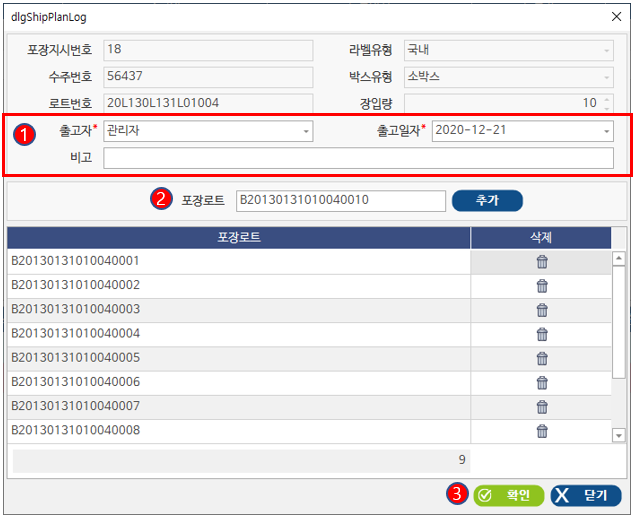 dlgShipPlanLog
포장지시번호 18 라벨유형 국내
수주번호 56437 박스유형 소박스
로트번호 20L130L131L01004 장입량 10
1 출고자* 관리자 출고일자* 2020-12-21
비고
2 포장로트 B20130131010040010 추가
포장로트 삭제
B20130131010040001
B20130131010040002
B20130131010040003
B20130131010040004
B20130131010040005
B20130131010040006
B20130131010040007
B20130131010040008
9
3 확인 X 닫기